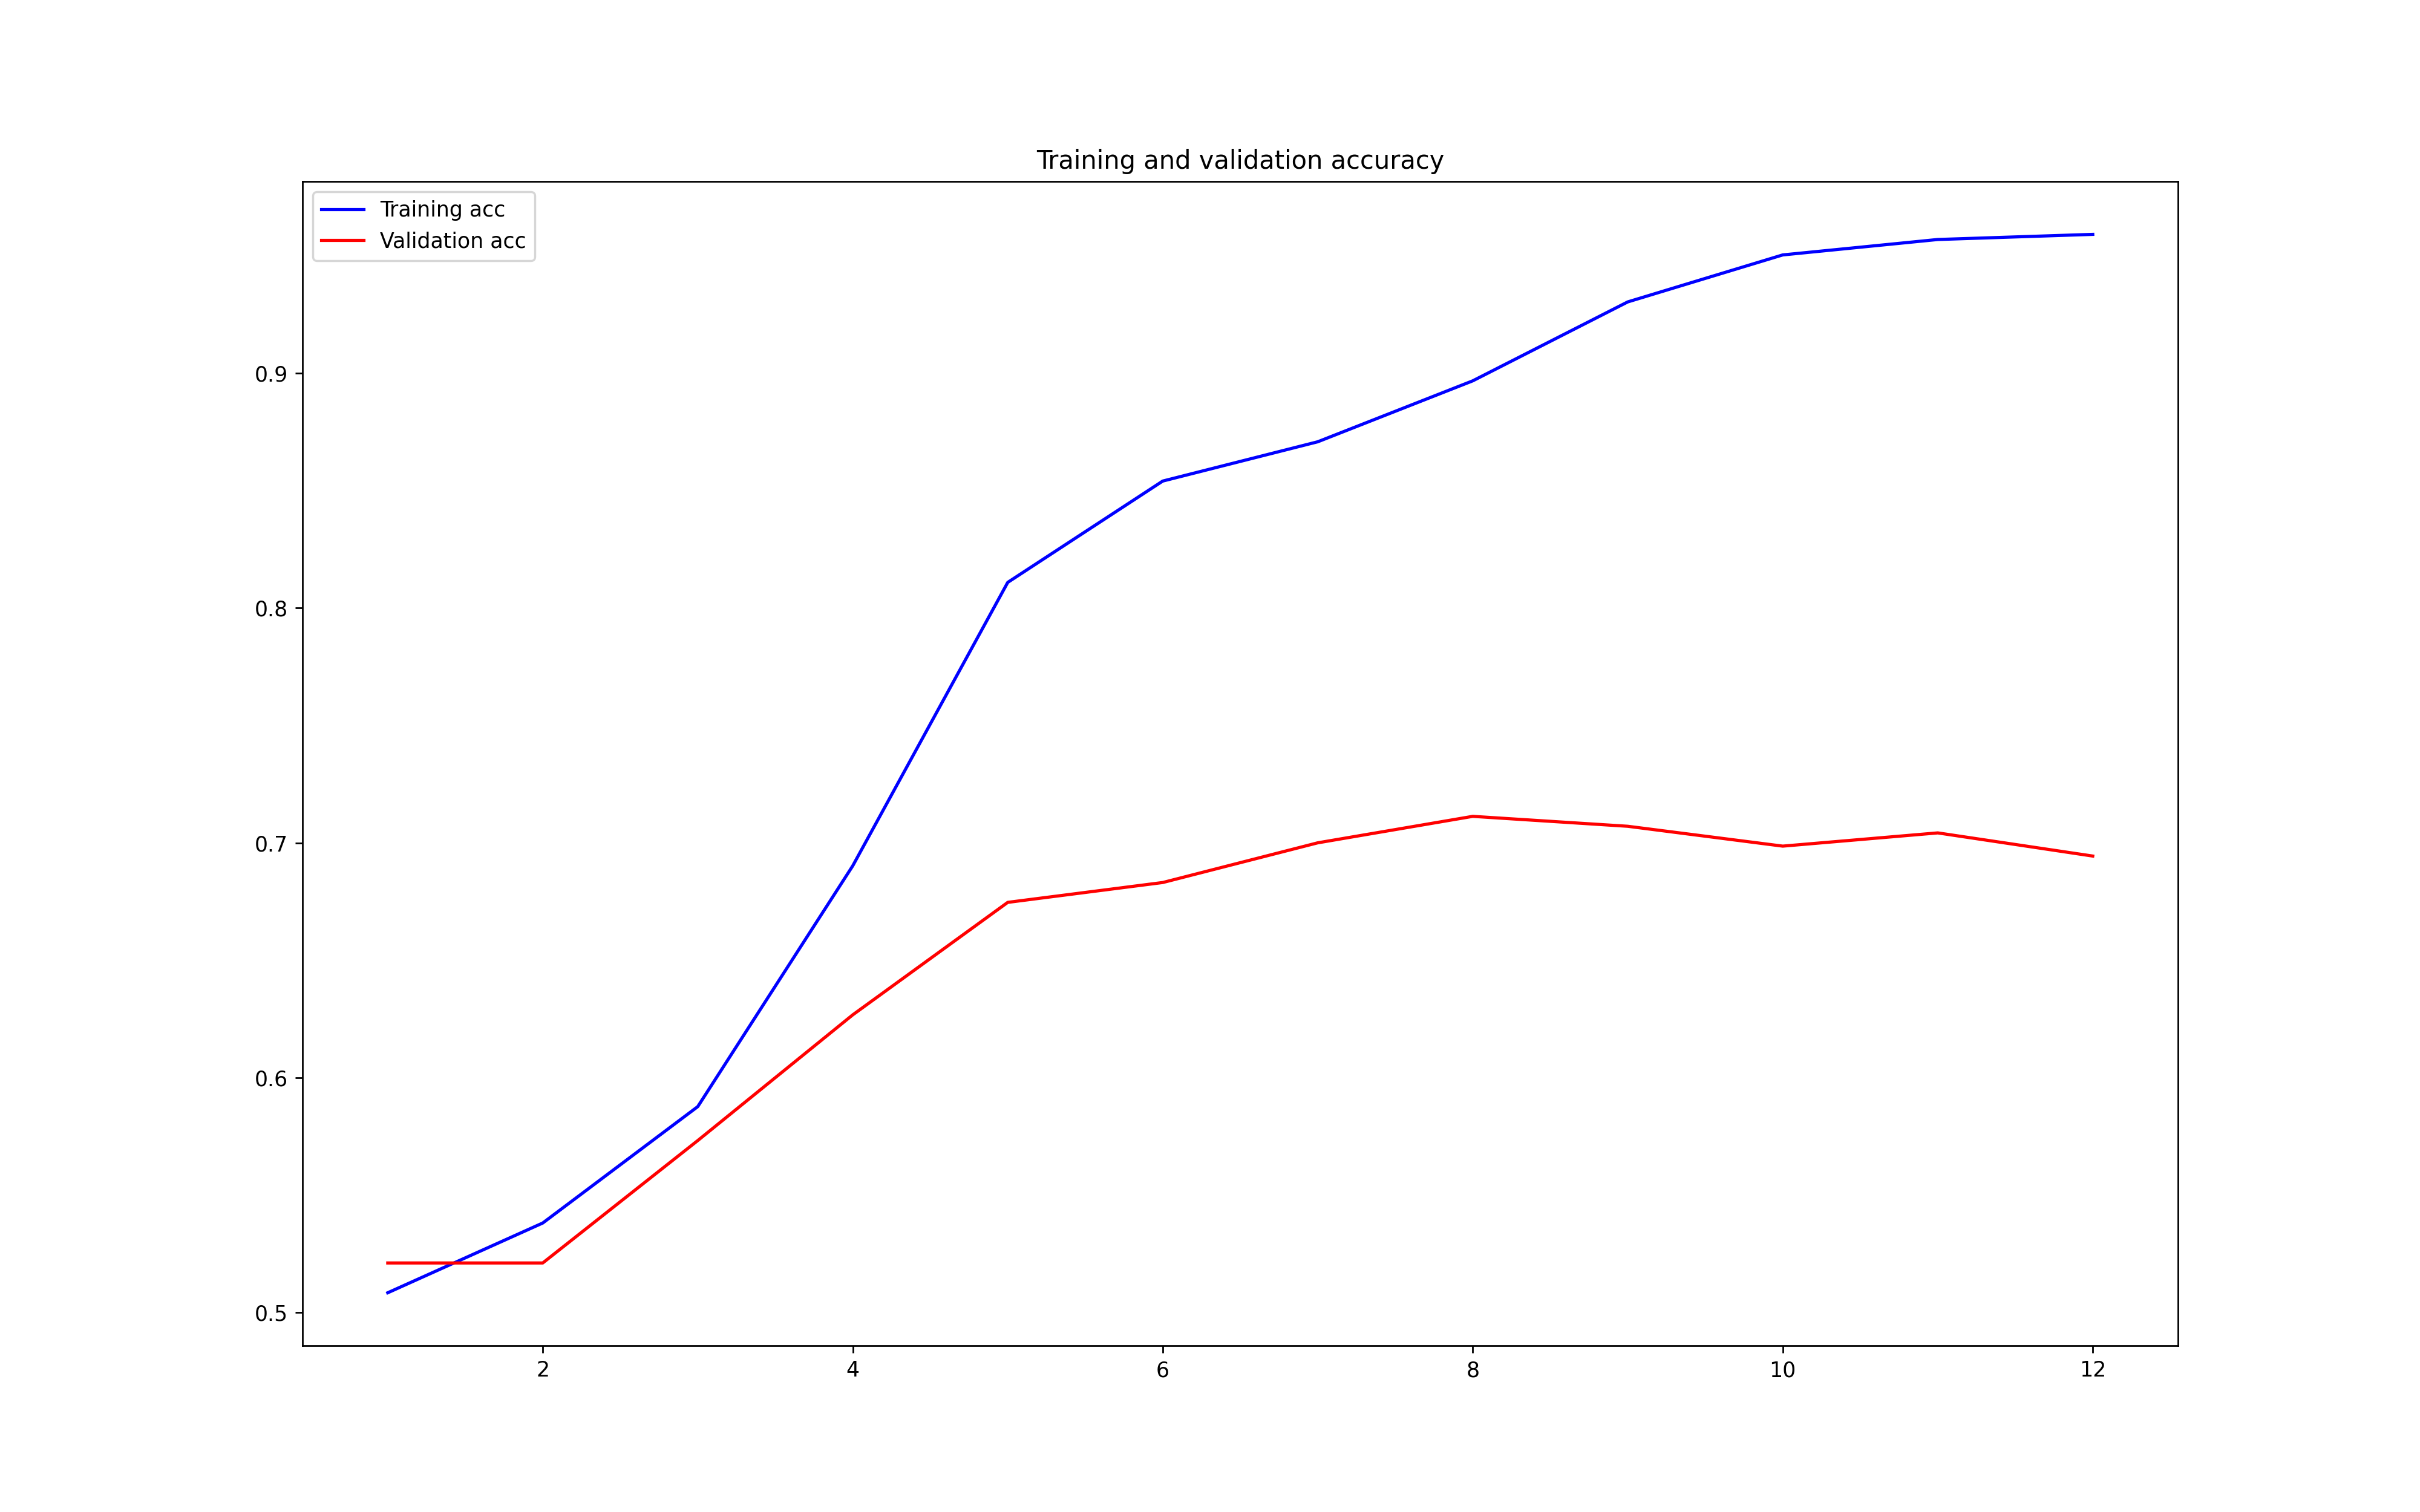 Training and validation accuracy
Training acc
Validation acc
0.9
0.8
0.7
0.6
0.5
2 4 6 8 10 12